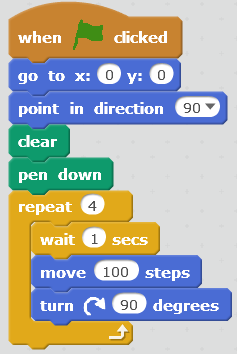 when clicked
go to x: 0 y: 0
point in direction 90
clear
pen down
repeat 4
wait 1 secs
move 100 steps
turn 90 degrees